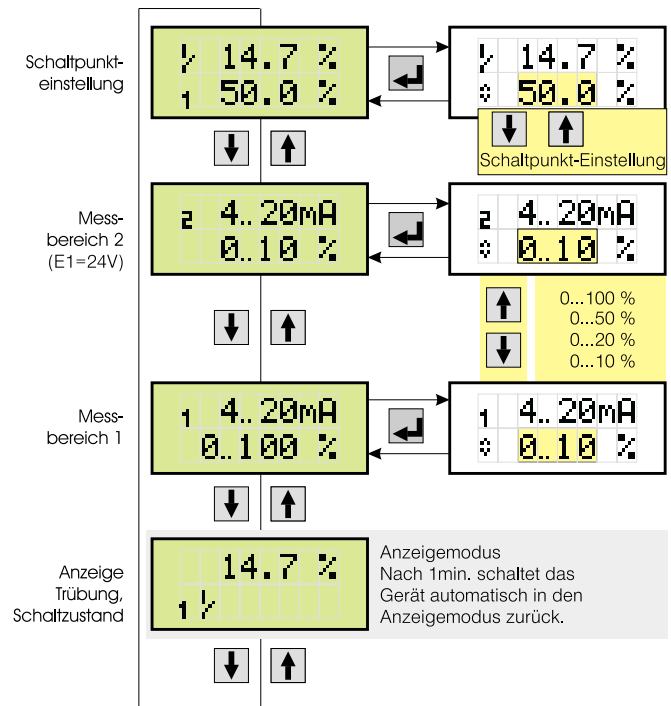 Schaltpunkt-
einstellung
14.7 %
1 50.0 %
14.7 %
50.0 %
Schaltpunkt-Einstellung
Mess-
bereich 2
(E1=24V)
2 4..20mA
0..10 %
2 4..20mA
0..10 %
0...100 %
0...50 %
0...20 %
0...10 %
Mess-
bereich 1
1 4..20mA
0..100 %
1 4..20mA
0..10 %
Anzeige
Trübung,
Schaltzustand
14.7 %
1
Anzeigemodus
Nach 1min. schaltet das
Gerät automatisch in den
Anzeigemodus zurück.